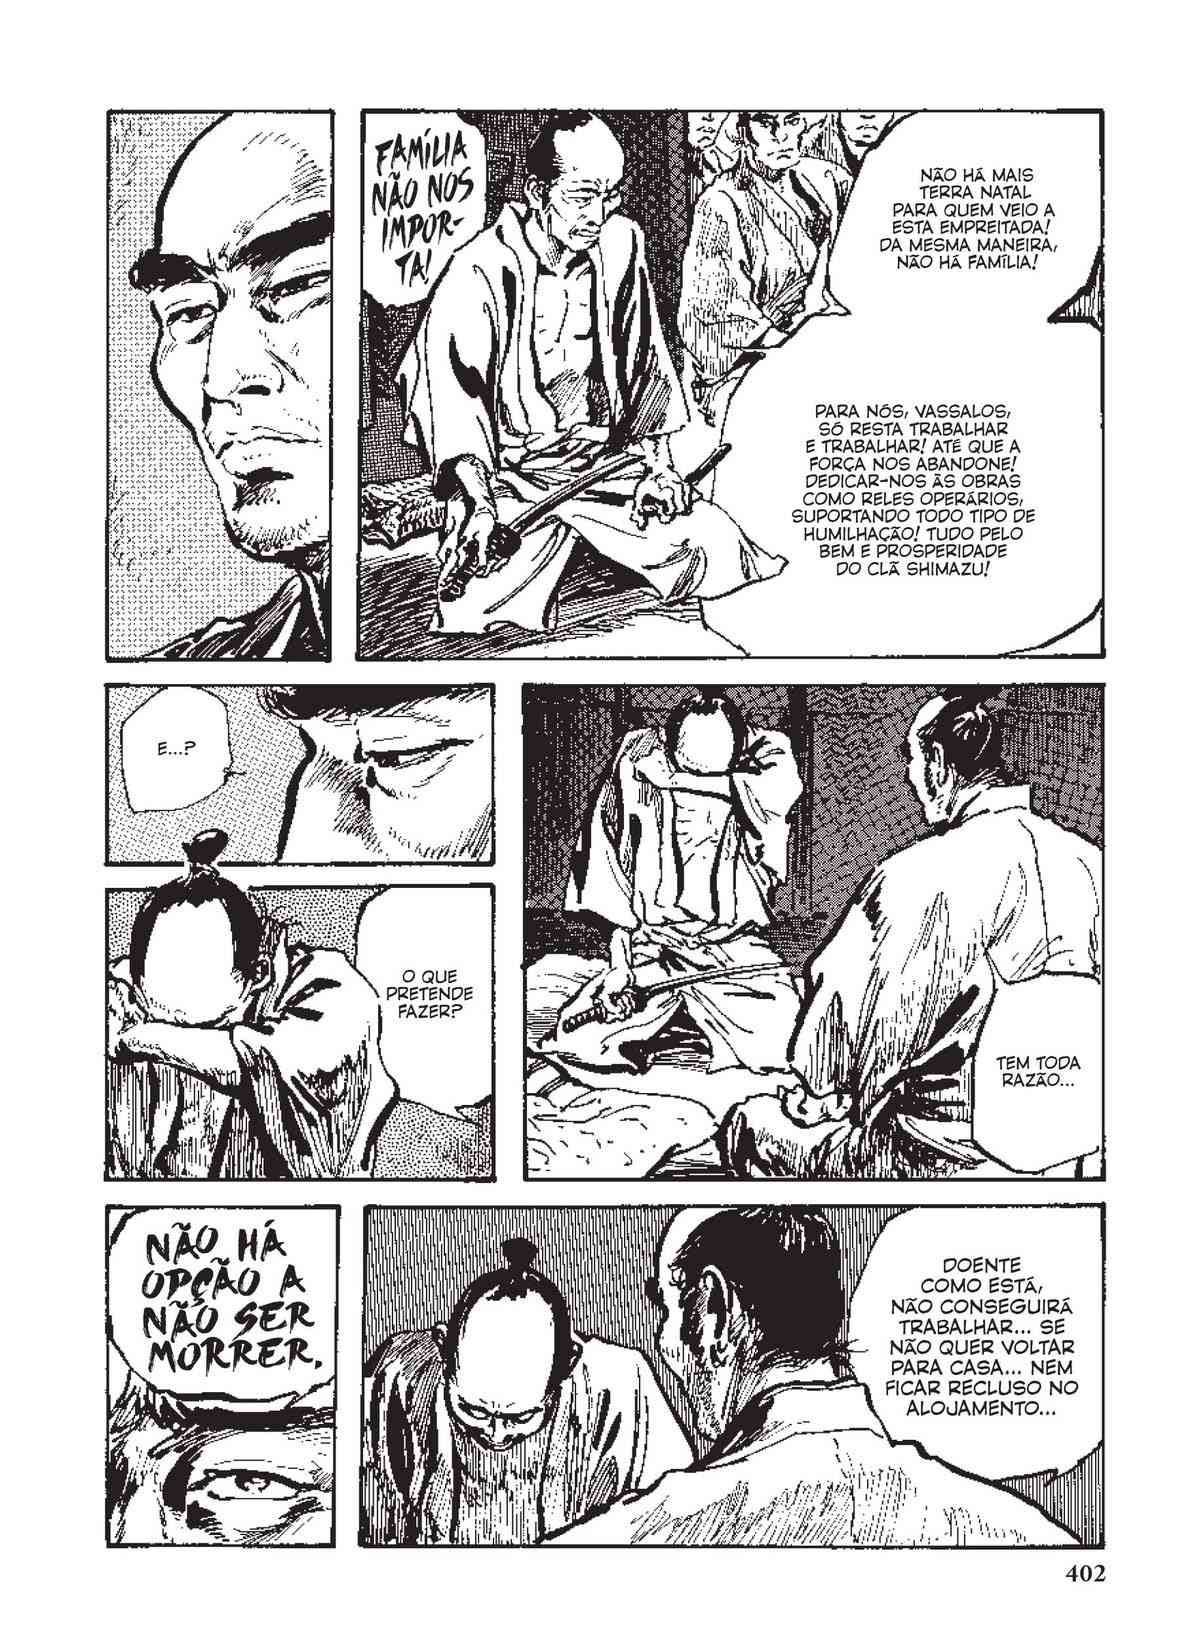 NÃO HÁ MAIS
TERRA NATAL
PARA QUEM VEIO A
ESTA EMPREITADA!
DA MESMA MANEIRA,
NÃO HÁ FAMÍLIA!
PARA NÓS, VASSALOS,
SÓ RESTA TRABALHAR
E TRABALHAR! ATÉ QUE A
FORÇA NOS ABANDONE!
DEDICAR-NOS ÀS OBRAS
COMO RELES OPERÁRIOS,
SUPORTANDO TODO TIPO DE
HUMILHAÇÃO! TUDO PELO
BEM E PROSPERIDADE
DO CLÃ SHIMAZU!
FAMÍLIA
NÃO NOS
IMPOR-
TA!
TEM TODA
RAZÃO...
E...?
O QUE
PRETENDE
FAZER?
DOENTE
COMO ESTÁ,
NÃO CONSEGUIRÁ
TRABALHAR... SE
NÃO QUER VOLTAR
PARA CASA... NEM
FICAR RECLUSO NO
ALOJAMENTO...
NÃO HÁ
OPÇÃO A
NÃO SER
MORRER.
402